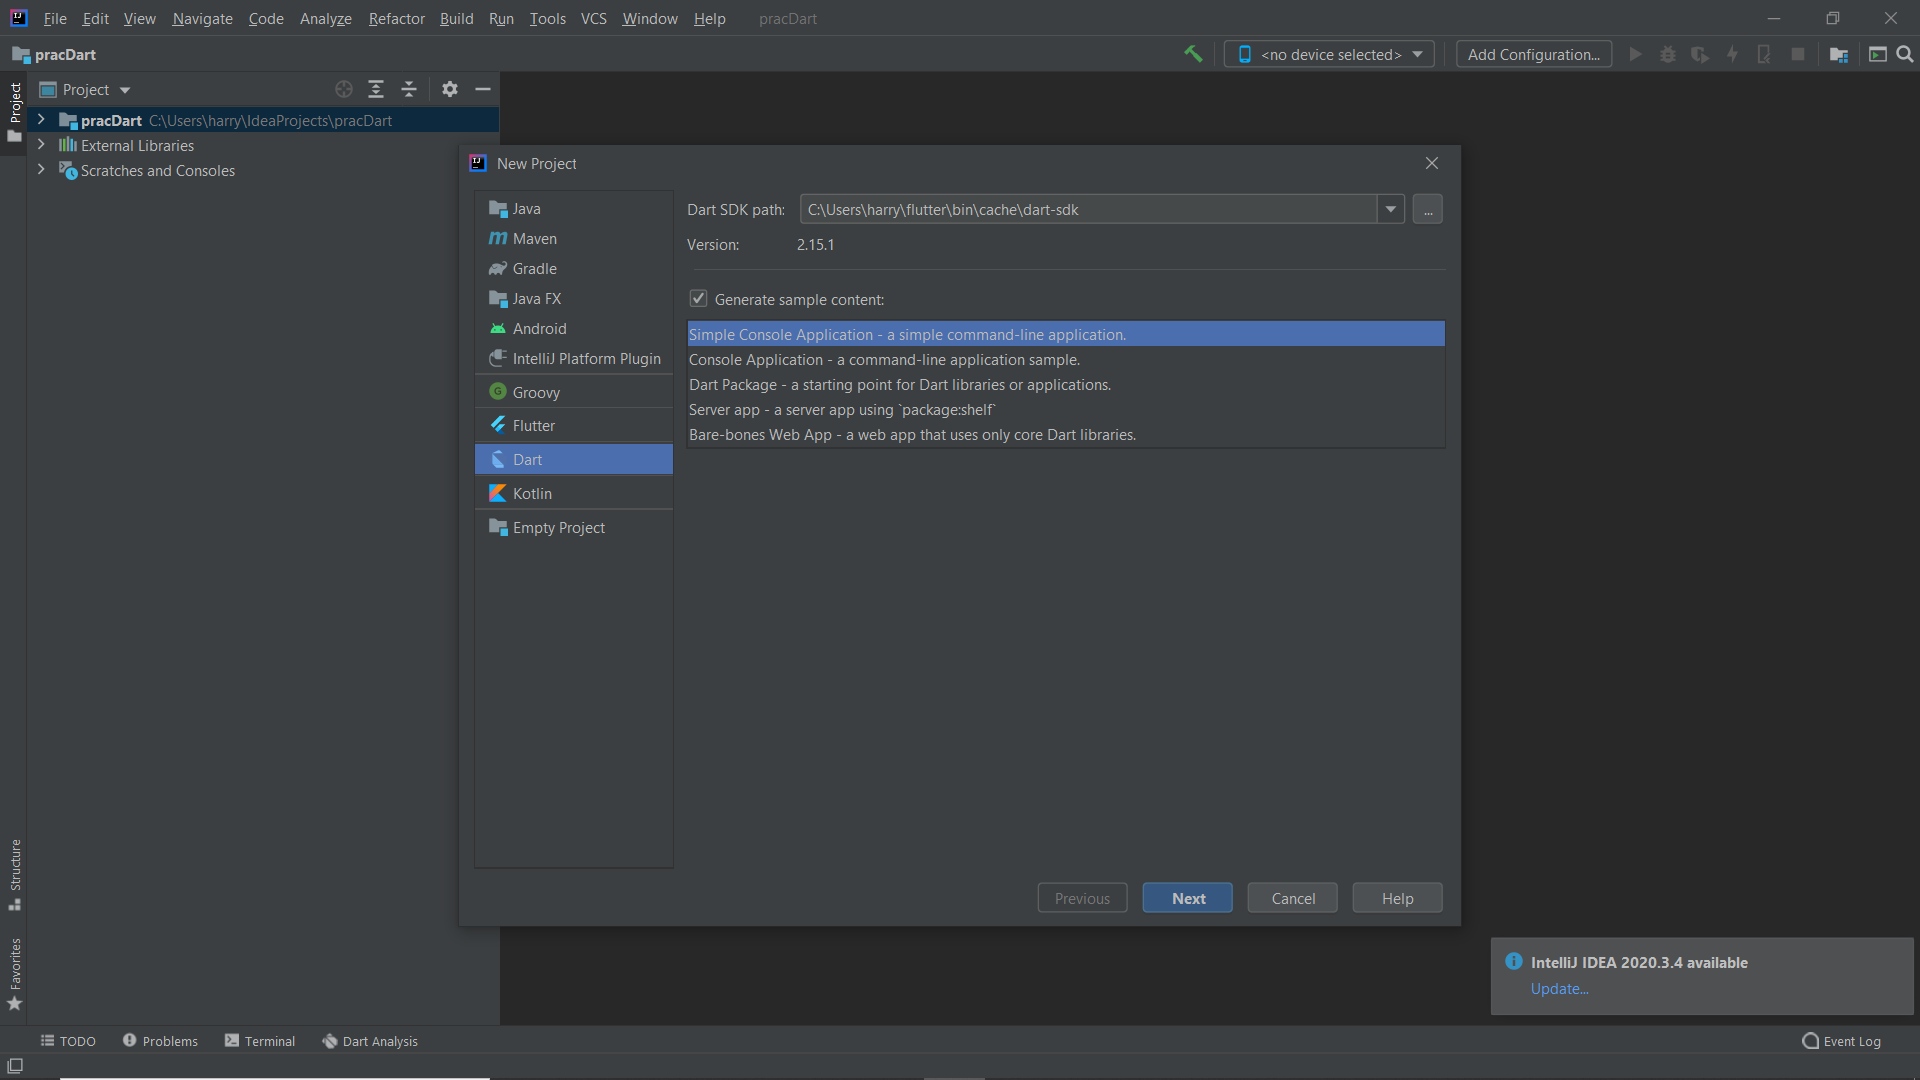 File Edit View Navigate Code Analyze Refactor Build Run Tools VCS Window Help pracDart
pracDart
<no device selected>
Add Configuration...
Project
Project
pracDart C:\Users\harry\IdeaProjects\pracDart
External Libraries
Scratches and Consoles
New Project
Java
Maven
Gradle
Java FX
Android
IntelliJ Platform Plugin
Groovy
Flutter
Dart
Kotlin
Empty Project
Dart SDK path: C:\Users\harry\flutter\bin\cache\dart-sdk ...
Version: 2.15.1
Generate sample content:
Simple Console Application - a simple command-line application.
Console Application - a command-line application sample.
Dart Package - a starting point for Dart libraries or applications.
Server app - a server app using `package:shelf`
Bare-bones Web App - a web app that uses only core Dart libraries.
Previous Next Cancel Help
Structure
Favorites
IntelliJ IDEA 2020.3.4 available
Update...
TODO Problems Terminal Dart Analysis Event Log